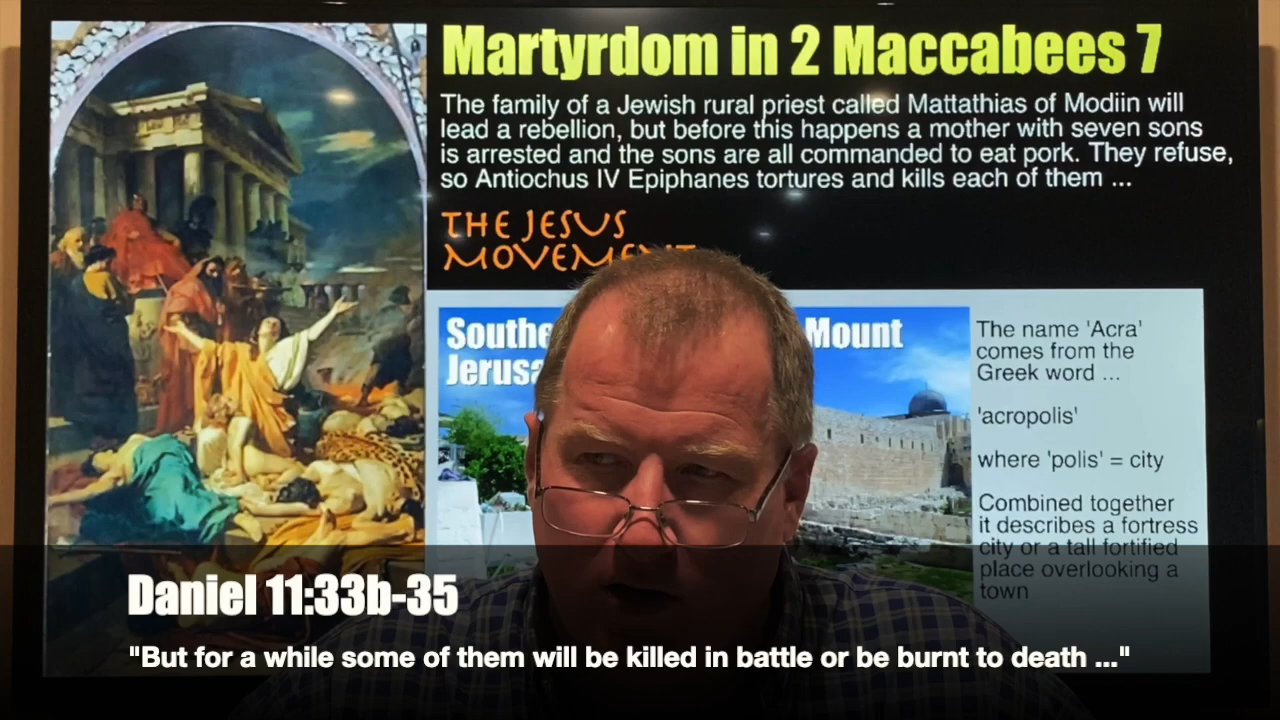 Martyrdom in 2 Maccabees 7
The family of a Jewish rural priest called Mattathias of Modiin will
lead a rebellion, but before this happens a mother with seven sons
is arrested and the sons are all commanded to eat pork. They refuse,
so Antiochus IV Epiphanes tortures and kills each of them ...
THE JESUS
Mount
The name 'Acra'
comes from the
Greek word ...
'acropolis'
where 'polis' = city
Combined together
it describes a fortress
city or a tall fortified
place overlooking a
town
Daniel 11:33b-35
"But for a while some of them will be killed in battle or be burnt to death ..."